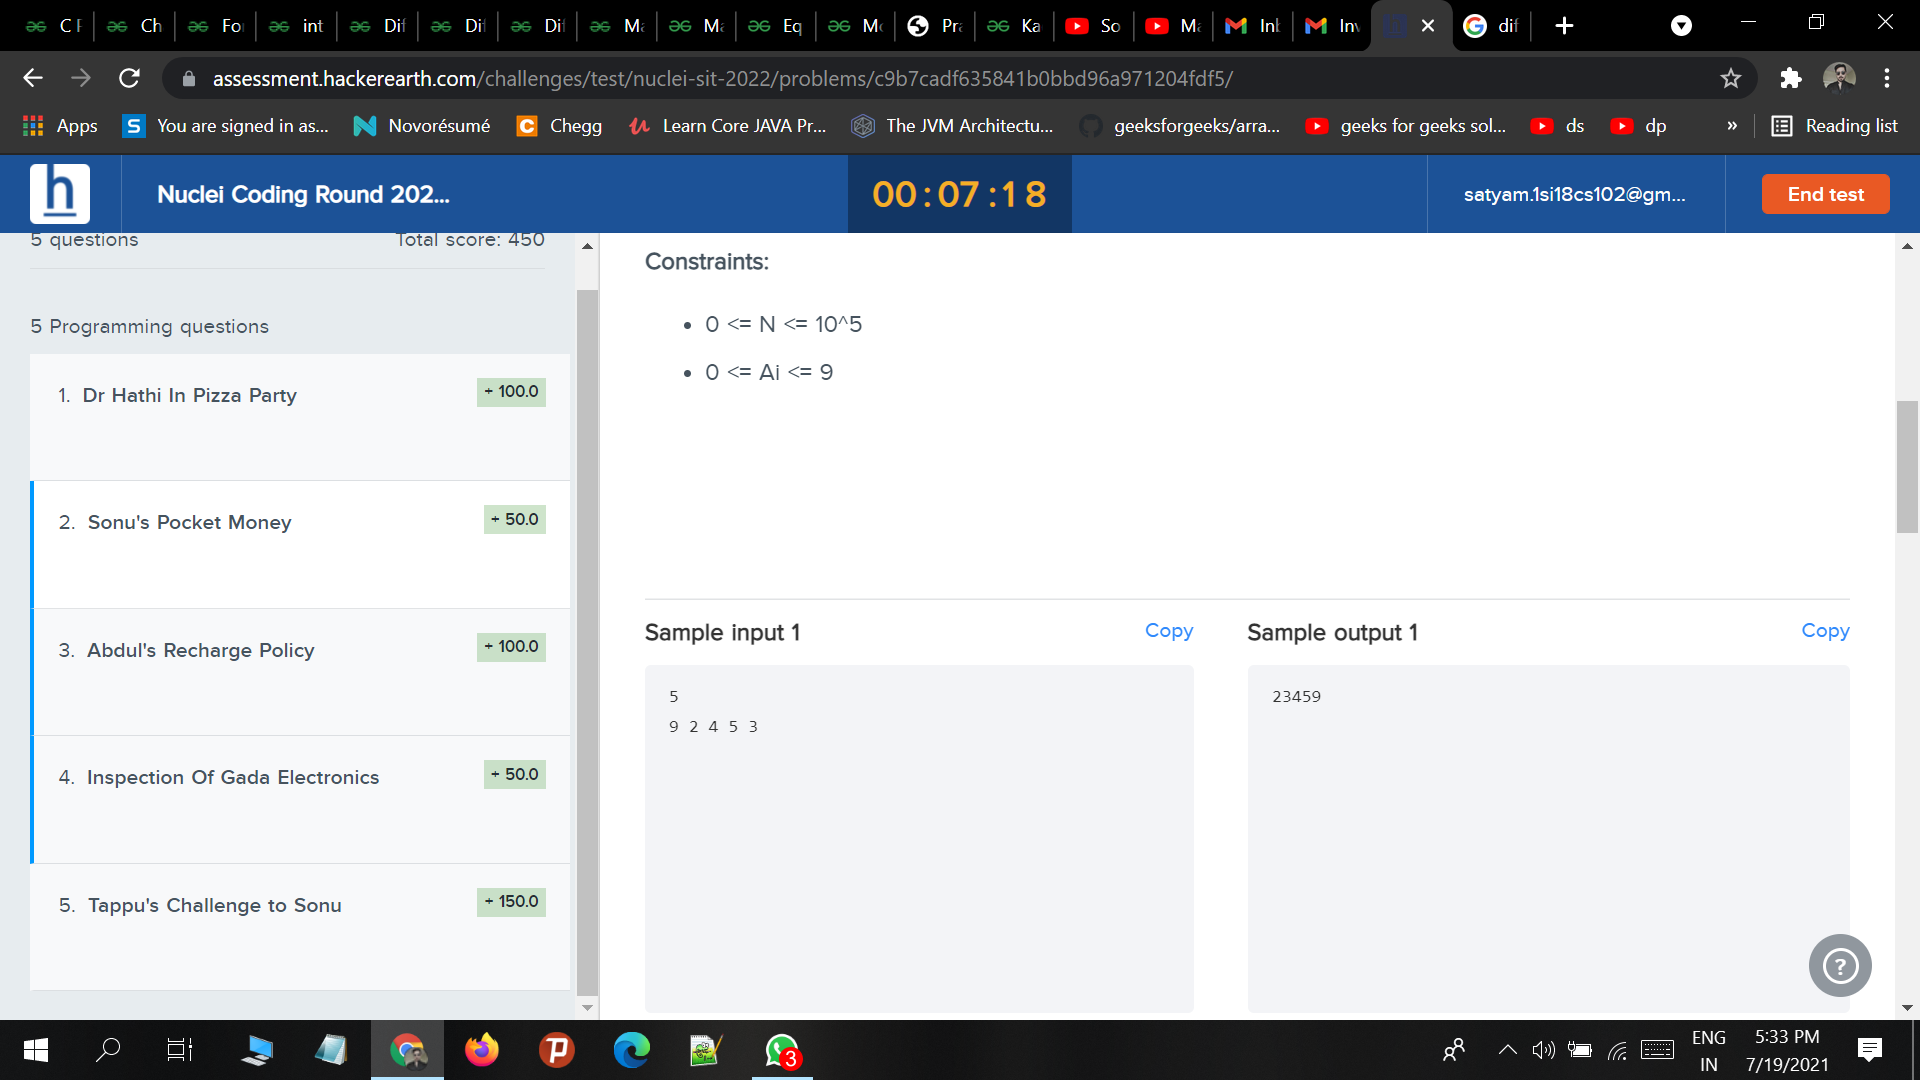 C F
Ch
Fo
int
Dif
Di
Dif
Ma
Ma
Eq
Mo
Pra
Ka
So
Ma
Int
Inv
dif
assessment.hackerearth.com/challenges/test/nuclei-sit-2022/problems/c9b7cadf635841b0bbd96a971204fdf5/
Apps
S
You are signed in as...
Novorésumé
C
Chegg
Learn Core JAVA Pr...
The JVM Architectu...
geeksforgeeks/arra...
geeks for geeks sol...
ds
dp
»
Reading list
h
Nuclei Coding Round 202...
00:07:18
satyam.1si18cs102@gm...
End test
5 questions
Total score: 450
5 Programming questions
1. Dr Hathi In Pizza Party
+ 100.0
2. Sonu's Pocket Money
+ 50.0
3. Abdul's Recharge Policy
+ 100.0
4. Inspection Of Gada Electronics
+ 50.0
5. Tappu's Challenge to Sonu
+ 150.0
Constraints:
• 0 <= N <= 10^5
• 0 <= Ai <= 9
Sample input 1
Copy
5
9 2 4 5 3
Sample output 1
Copy
23459
?
3
ENG
IN
5:33 PM
7/19/2021